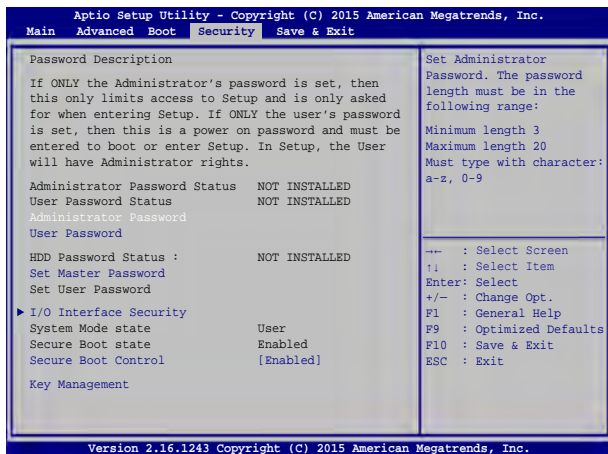 Aptio Setup Utility - Copyright (C) 2015 American Megatrends, Inc.
Main Advanced Boot Security Save & Exit
Password Description
If ONLY the Administrator's password is set, then
this only limits access to Setup and is only asked
for when entering Setup. If ONLY the user's password
is set, then this is a power on password and must be
entered to boot or enter Setup. In Setup, the User
will have Administrator rights.
Administrator Password Status NOT INSTALLED
User Password Status NOT INSTALLED
Administrator Password
User Password
HDD Password Status : NOT INSTALLED
Set Master Password
Set User Password
I/O Interface Security
System Mode state User
Secure Boot state Enabled
Secure Boot Control [Enabled]
Key Management
Set Administrator
Password. The password
length must be in the
following range:
Minimum length 3
Maximum length 20
Must type with character:
a-z, 0-9
→← : Select Screen
↑↓ : Select Item
Enter: Select
+/— : Change Opt.
F1 : General Help
F9 : Optimized Defaults
F10 : Save & Exit
ESC : Exit
Version 2.16.1243 Copyright (C) 2015 American Megatrends, Inc.